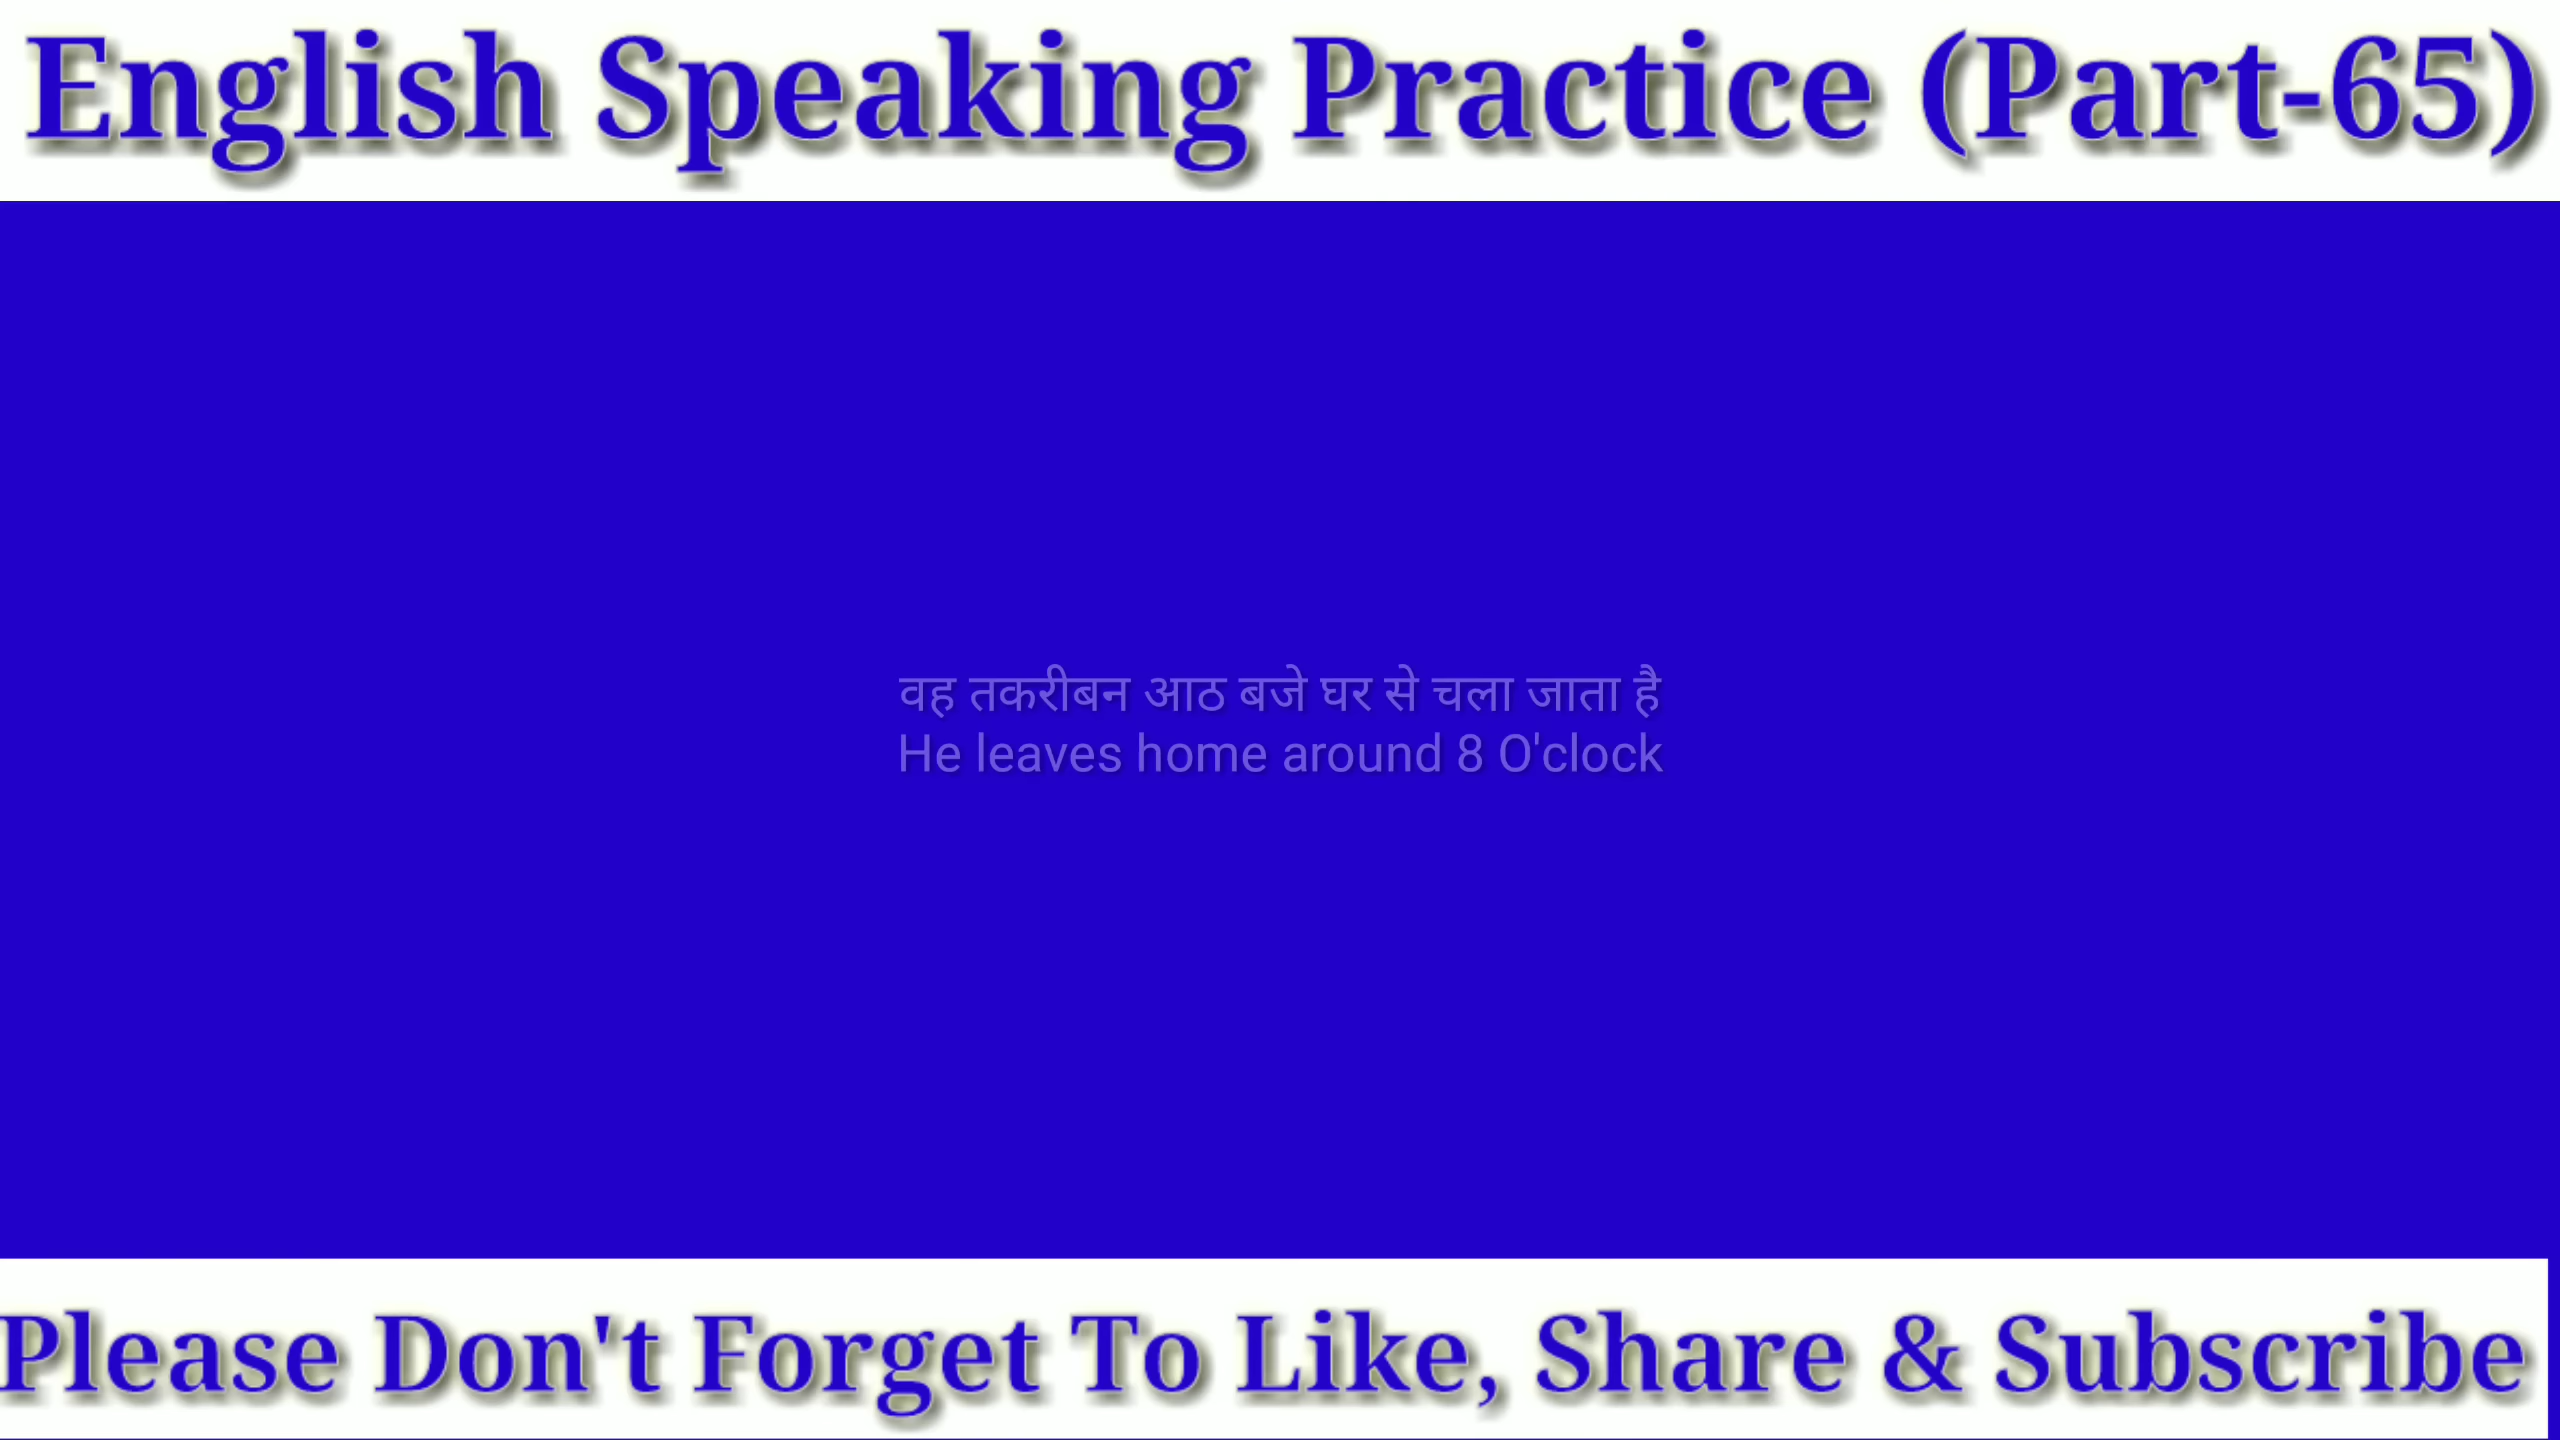 English Speaking Practice (Part-65)
वह तकरीबन आठ बजे घर से चला जाता है
He leaves home around 8 O'clock
Please Don't Forget To Like, Share & Subscribe